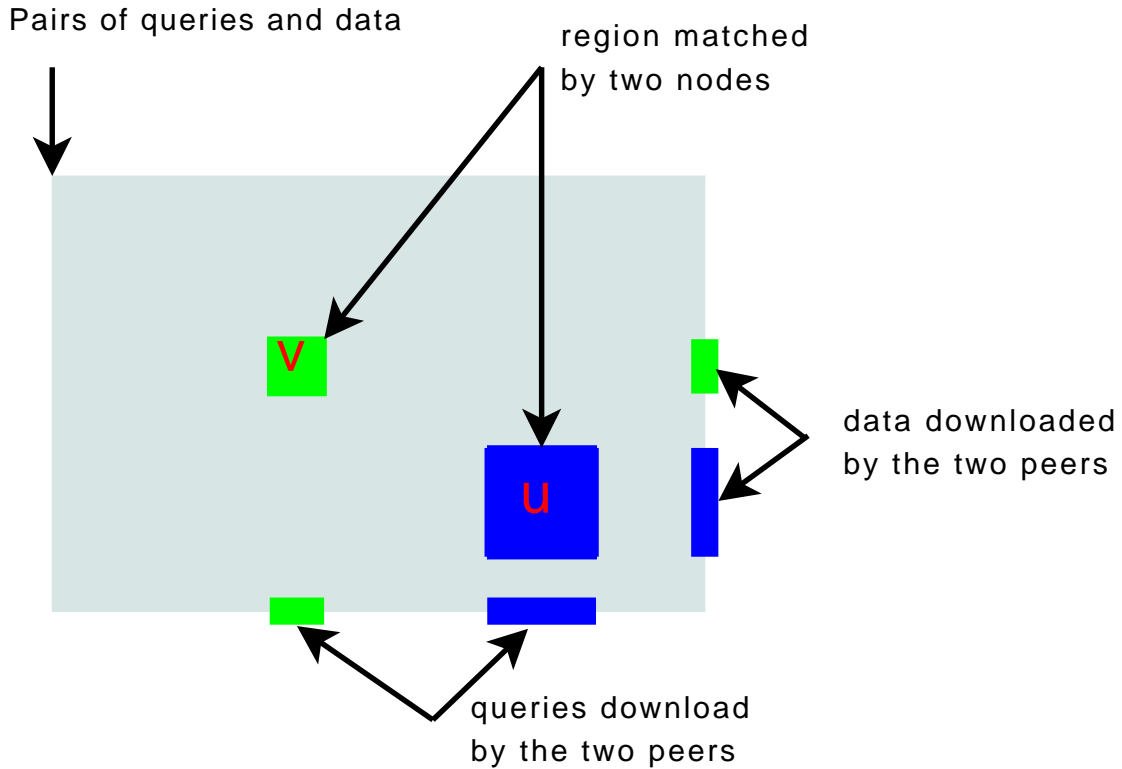 Pairs of queries and data
region matched
by two nodes
v
data downloaded
by the two peers
u
queries download
by the two peers